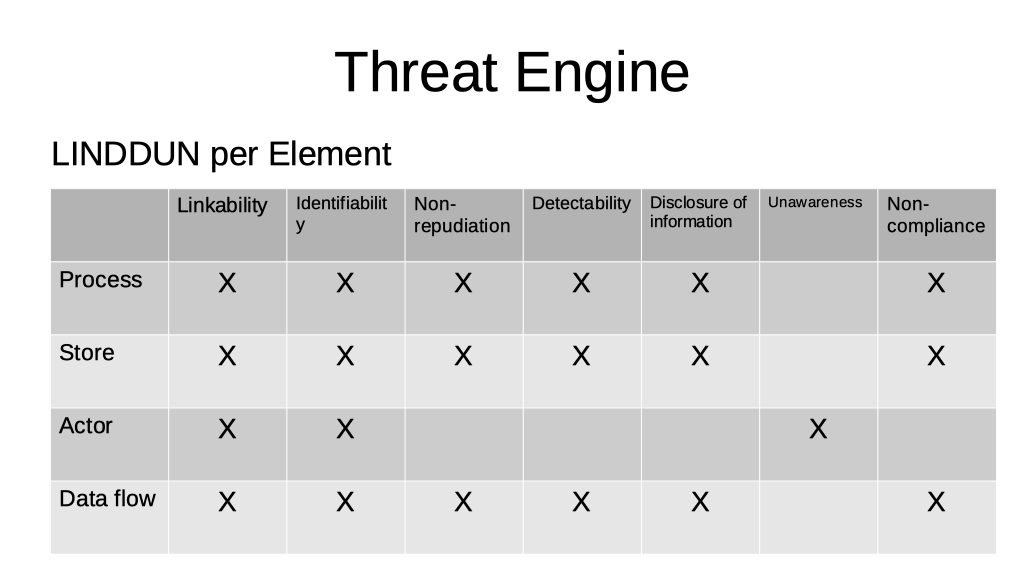 Threat Engine
LINDDUN per Element
Linkability Identifiabilit Non- Detectability Disclosure of Unawareness Non-
y repudiation information compliance
Process X X X X X X
Store X X X X X X
Actor X X X
Data flow X X X X X X